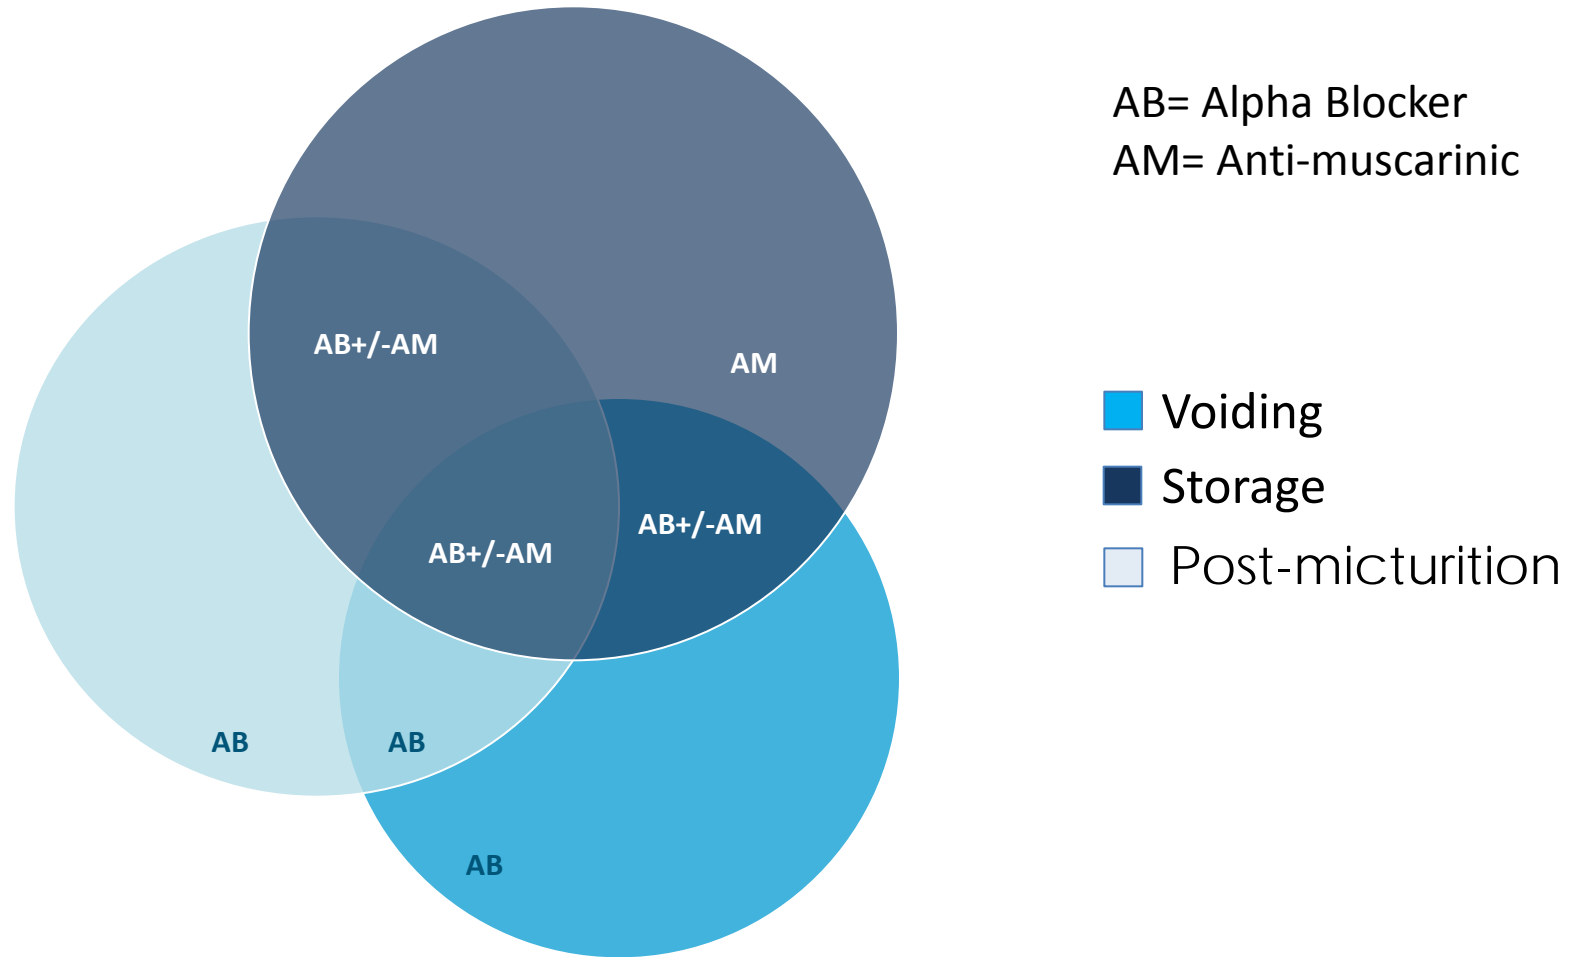 AB= Alpha Blocker
AM= Anti-muscarinic
AB+/-AM
AM
AB+/-AM
AB+/-AM
AB
AB
AB
Voiding
Storage
Post-micturition